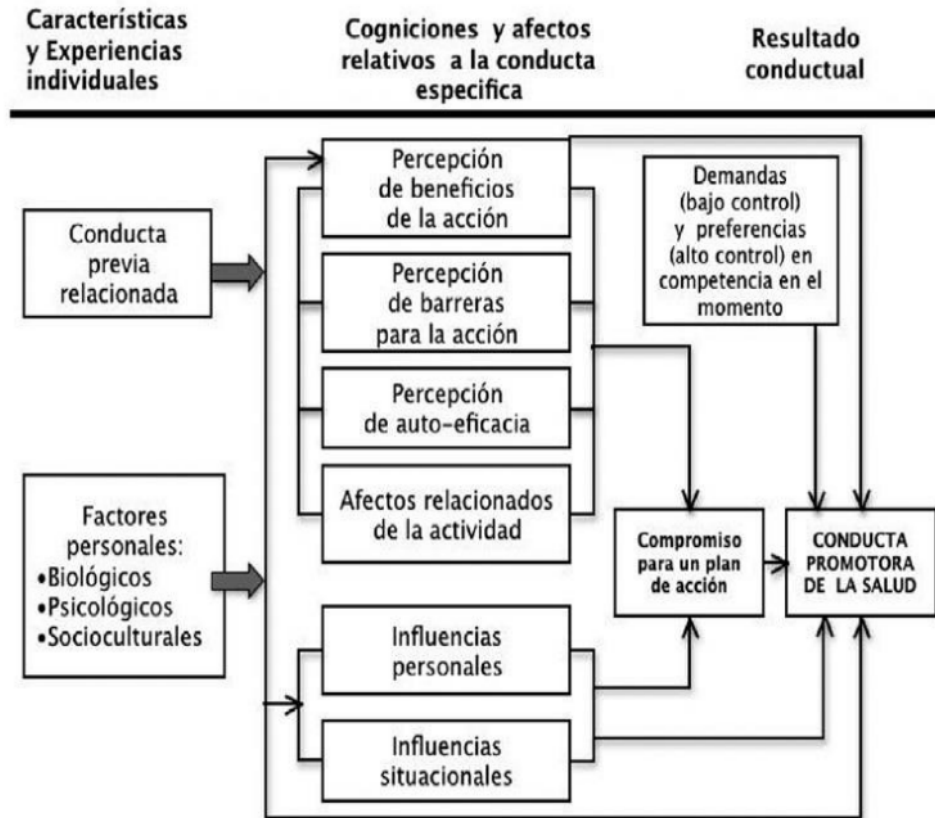 Características
y Experiencias
individuales
Cogniciones y afectos
relativos a la conducta
especifica
Resultado
conductual
Conducta
previa
relacionada
Factores
personales:
•Biológicos
•Psicológicos
•Socioculturales
Percepción
de beneficios
de la acción
Percepción
de barreras
para la acción
Percepción
de auto-eficacia
Afectos relacionados
de la actividad
Influencias
personales
Influencias
situacionales
Demandas
(bajo control)
y preferencias
(alto control) en
competencia en el
momento
Compromiso
para un plan
de acción
CONDUCTA
PROMOTORA
DE LA SALUD